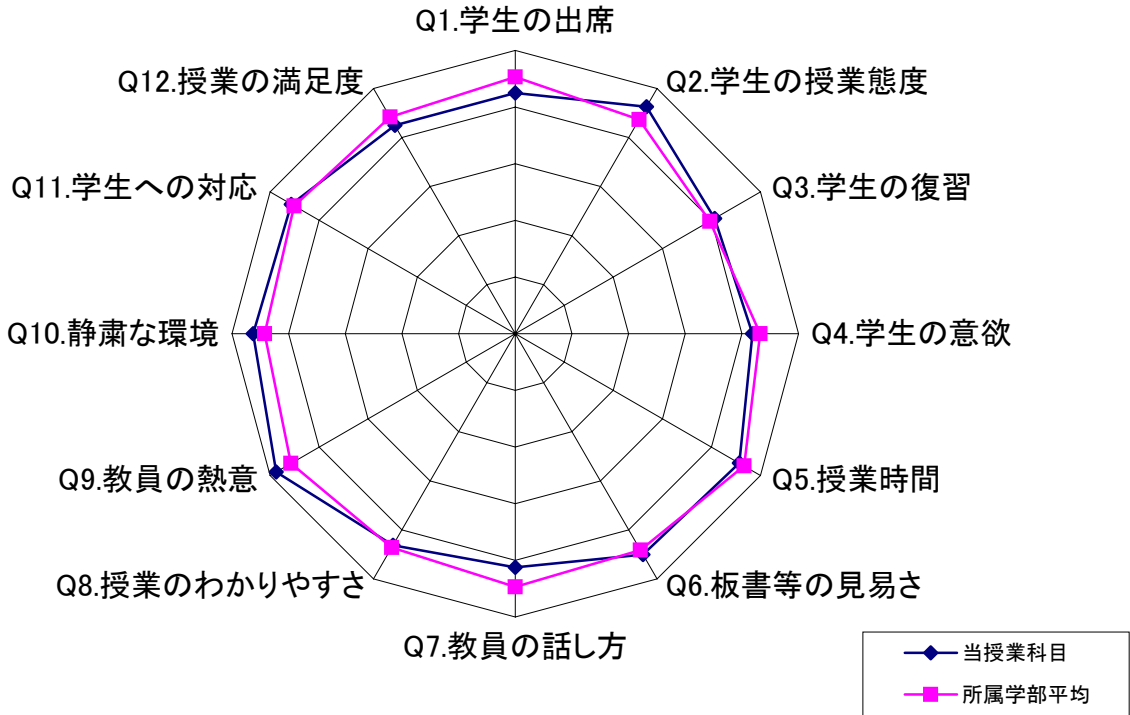 Q1.学生の出席
Q2.学生の授業態度
Q3.学生の復習
Q4.学生の意欲
Q5.授業時間
Q6.板書等の見易さ
Q7.教員の話し方
Q8.授業のわかりやすさ
Q9.教員の熱意
Q10.静粛な環境
Q11.学生への対応
Q12.授業の満足度
当授業科目
所属学部平均